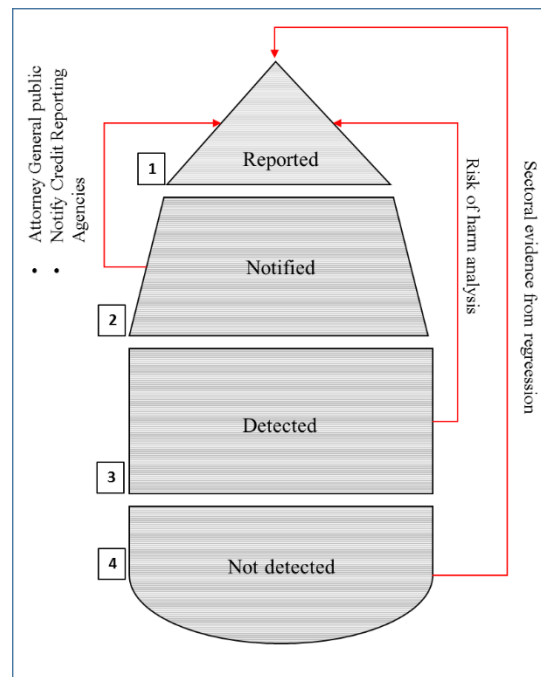 • Attorney General public
• Notify Credit Reporting
Agencies
Reported
1
Notified
2
Detected
3
Not detected
4
Risk of harm analysis
Sectoral evidence from regreession